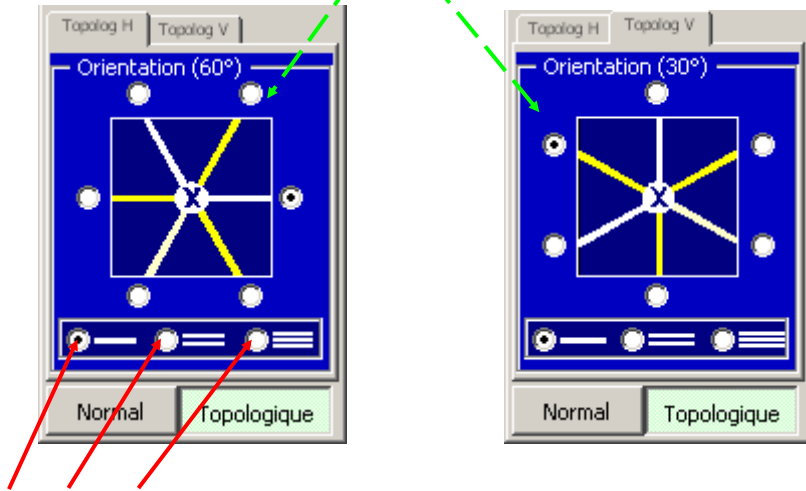 Topolog H Topolog V
Orientation (60°)
X
Normal Topologique
Topolog H Topolog V
Orientation (30°)
X
Normal Topologique